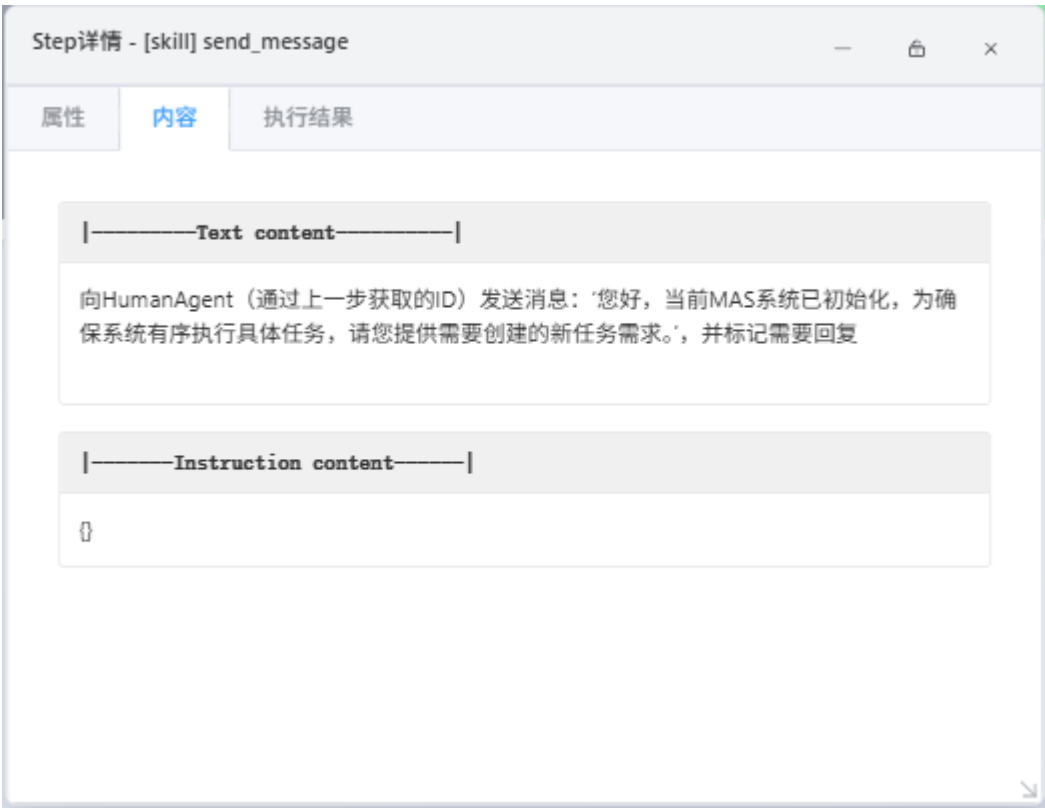 Step详情 - [skill] send_message
属性 内容 执行结果
|---------Text content----------|
向HumanAgent（通过上一步获取的ID）发送消息：'您好，当前MAS系统已初始化，为确
保系统有序执行具体任务，请您提供需要创建的新任务需求。'，并标记需要回复
|-------Instruction content------|
{}